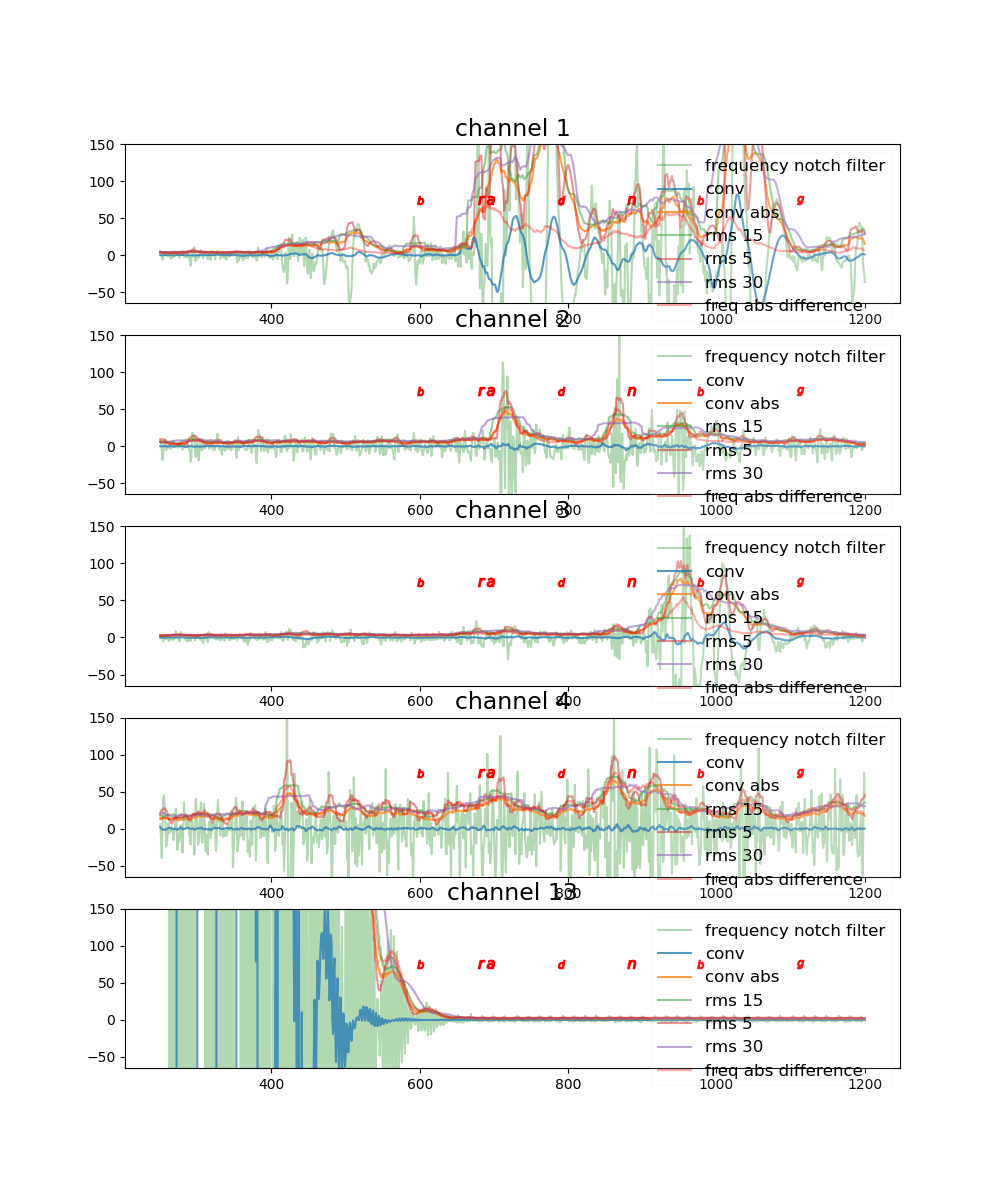 channel 1
150
100
50
0
−50
400 600 800 1000 1200
b ra d n b g
frequency notch filter
conv
conv abs
rms 15
rms 5
rms 30
freq abs difference
channel 2
150
100
50
0
−50
400 600 800 1000 1200
b ra d n b g
frequency notch filter
conv
conv abs
rms 15
rms 5
rms 30
freq abs difference
channel 3
150
100
50
0
−50
400 600 800 1000 1200
b ra d n b g
frequency notch filter
conv
conv abs
rms 15
rms 5
rms 30
freq abs difference
channel 4
150
100
50
0
−50
400 600 800 1000 1200
b ra d n b g
frequency notch filter
conv
conv abs
rms 15
rms 5
rms 30
freq abs difference
channel 13
150
100
50
0
−50
400 600 800 1000 1200
b ra d n b g
frequency notch filter
conv
conv abs
rms 15
rms 5
rms 30
freq abs difference